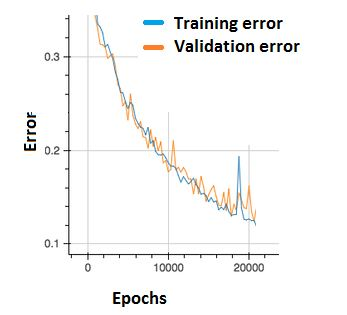 Training error
Validation error
0.3
0.2
0.1
Error
0
10000
20000
Epochs